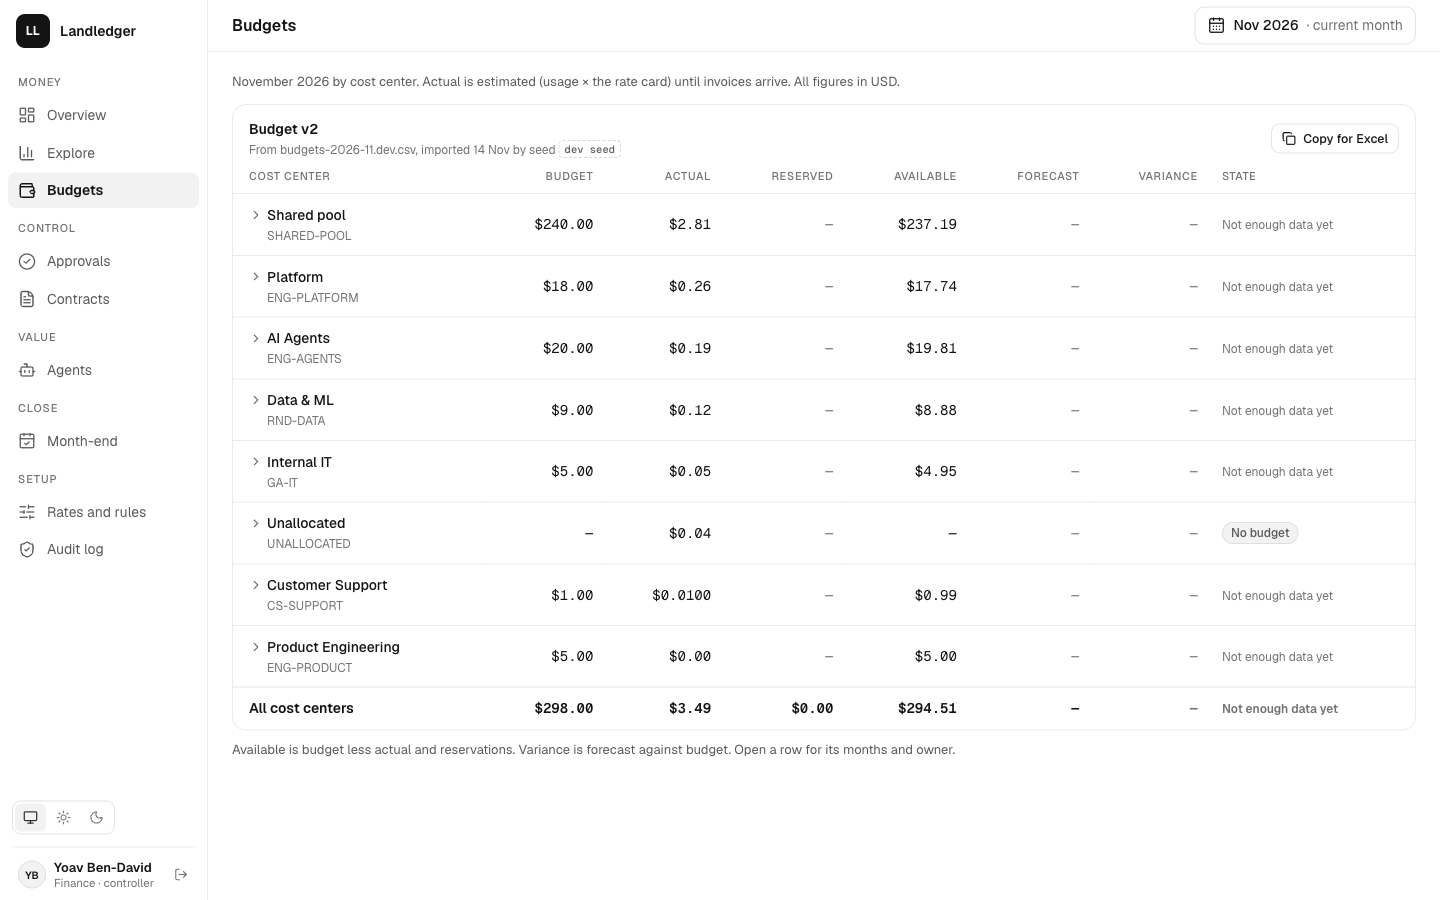 LL Landledger
MONEY
Overview
Explore
Budgets
CONTROL
Approvals
Contracts
VALUE
Agents
CLOSE
Month-end
SETUP
Rates and rules
Audit log
YB Yoav Ben-David
Finance · controller
Budgets
Nov 2026 · current month
November 2026 by cost center. Actual is estimated (usage × the rate card) until invoices arrive. All figures in USD.
Budget v2
From budgets-2026-11.dev.csv, imported 14 Nov by seed dev seed
Copy for Excel
COST CENTER BUDGET ACTUAL RESERVED AVAILABLE FORECAST VARIANCE STATE
Shared pool
SHARED-POOL
$240.00 $2.81 – $237.19 – – Not enough data yet
Platform
ENG-PLATFORM
$18.00 $0.26 – $17.74 – – Not enough data yet
AI Agents
ENG-AGENTS
$20.00 $0.19 – $19.81 – – Not enough data yet
Data & ML
RND-DATA
$9.00 $0.12 – $8.88 – – Not enough data yet
Internal IT
GA-IT
$5.00 $0.05 – $4.95 – – Not enough data yet
Unallocated
UNALLOCATED
– $0.04 – – – – No budget
Customer Support
CS-SUPPORT
$1.00 $0.0100 – $0.99 – – Not enough data yet
Product Engineering
ENG-PRODUCT
$5.00 $0.00 – $5.00 – – Not enough data yet
All cost centers $298.00 $3.49 $0.00 $294.51 – – Not enough data yet
Available is budget less actual and reservations. Variance is forecast against budget. Open a row for its months and owner.